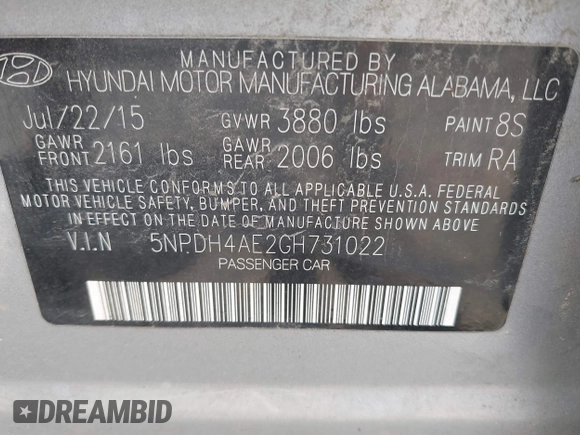 MANUFACTURED BY
HYUNDAI MOTOR MANUFACTURING ALABAMA, LLC
Jul/22/15 GVWR 3880 lbs PAINT 8S
GAWR FRONT 2161 lbs GAWR REAR 2006 lbs TRIM RA
THIS VEHICLE CONFORMS TO ALL APPLICABLE U.S.A. FEDERAL
MOTOR VEHICLE SAFETY, BUMPER, AND THEFT PREVENTION STANDARDS
IN EFFECT ON THE DATE OF MANUFACTURE SHOWN ABOVE.
V.I.N 5NPDH4AE2GH731022
PASSENGER CAR
DREAMBID